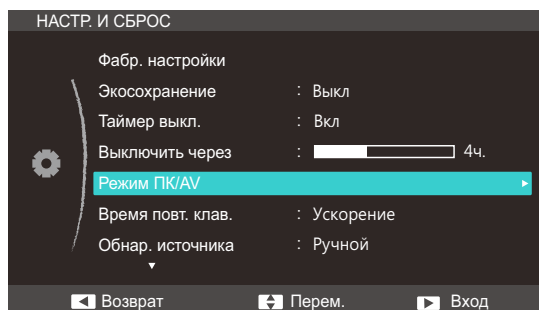 НАСТР. И СБРОС
Фабр. настройки
Экосохранение : Выкл
Таймер выкл. : Вкл
Выключить через : 4ч.
Режим ПК/AV
Время повт. клав. : Ускорение
Обнар. источника : Ручной
Возврат Перем. Вход